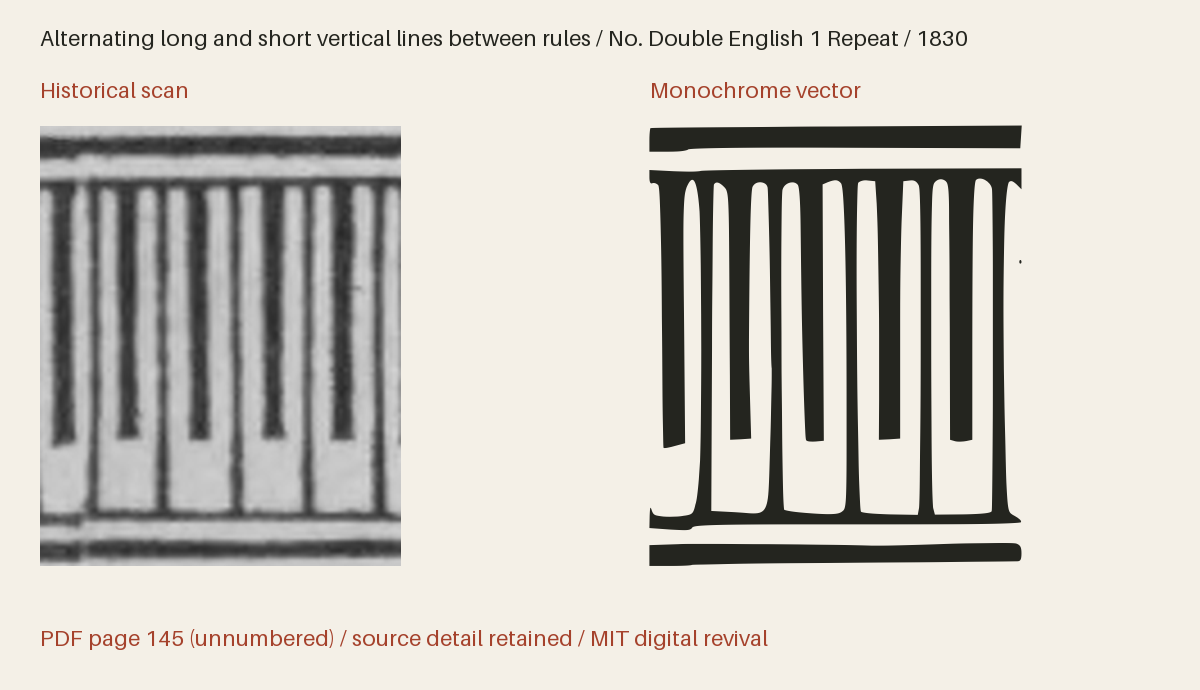 Alternating long and short vertical lines between rules / No. Double English 1 Repeat / 1830
Historical scan
Monochrome vector
PDF page 145 (unnumbered) / source detail retained / MIT digital revival